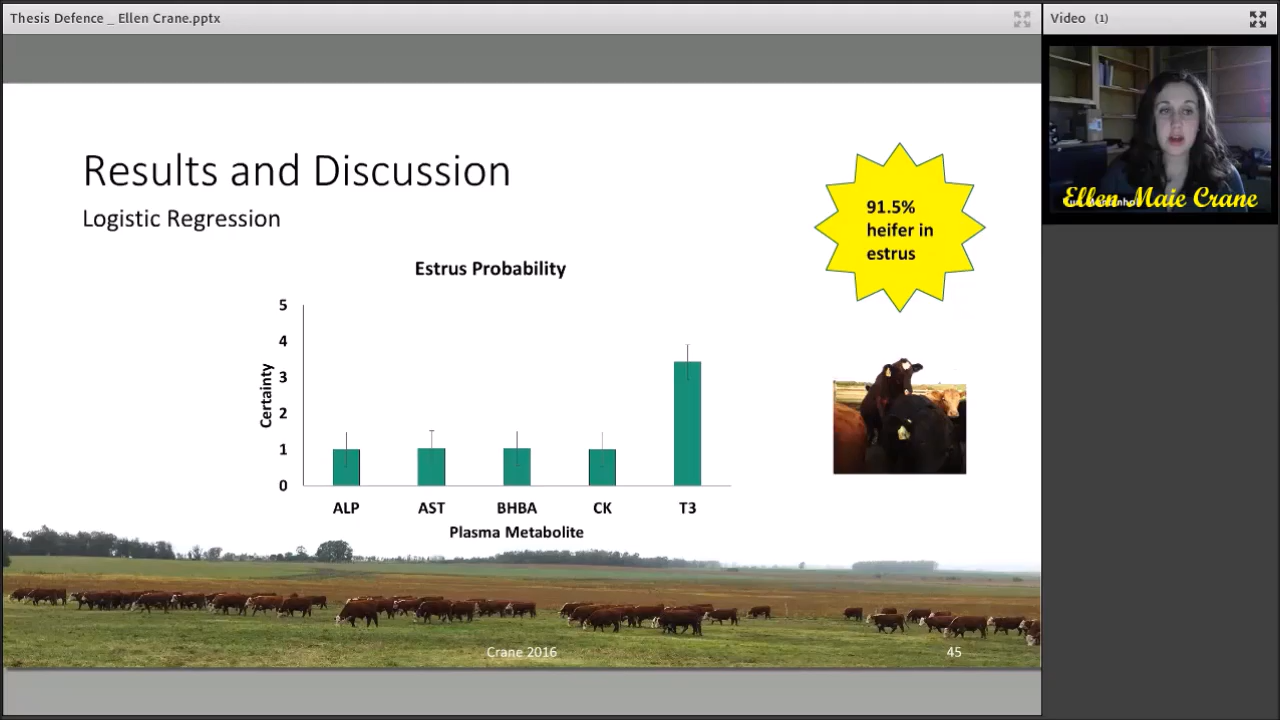 Thesis Defence _ Ellen Crane.pptx
Video (1)
Results and Discussion
Logistic Regression
91.5%
heifer in
estrus
Ellen Maie Crane
Estrus Probability
5
4
3
2
1
0
Certainty
ALP AST BHBA CK T3
Plasma Metabolite
Crane 2016
45